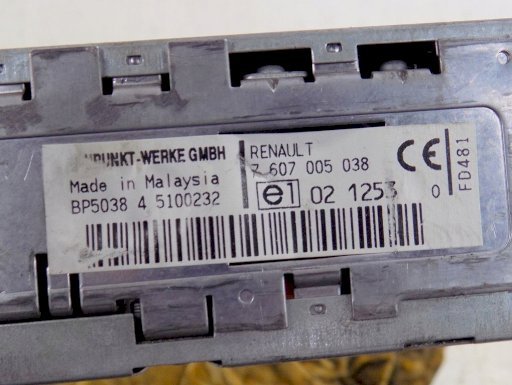 PUNKT-WERKE GMBH
Made in Malaysia
BP5038 4 5100232
RENAULT
7 607 005 038
CE
e1 02 1253 0
FD481